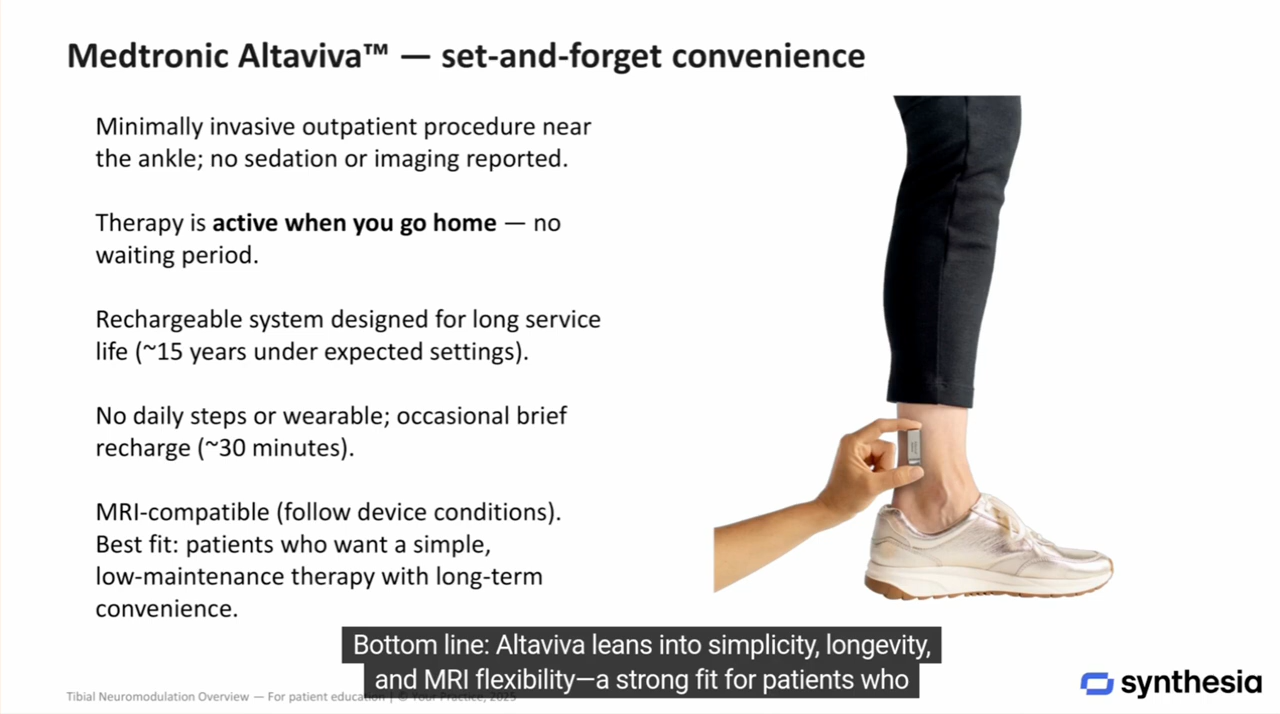 Medtronic Altaviva™ — set-and-forget convenience
Minimally invasive outpatient procedure near
the ankle; no sedation or imaging reported.
Therapy is active when you go home — no
waiting period.
Rechargeable system designed for long service
life (~15 years under expected settings).
No daily steps or wearable; occasional brief
recharge (~30 minutes).
MRI-compatible (follow device conditions).
Best fit: patients who want a simple,
low-maintenance therapy with long-term
convenience.
Bottom line: Altaviva leans into simplicity, longevity,
and MRI flexibility—a strong fit for patients who
Tibial Neuromodulation Overview — For patient education | © Your Practice, 2025
synthesia